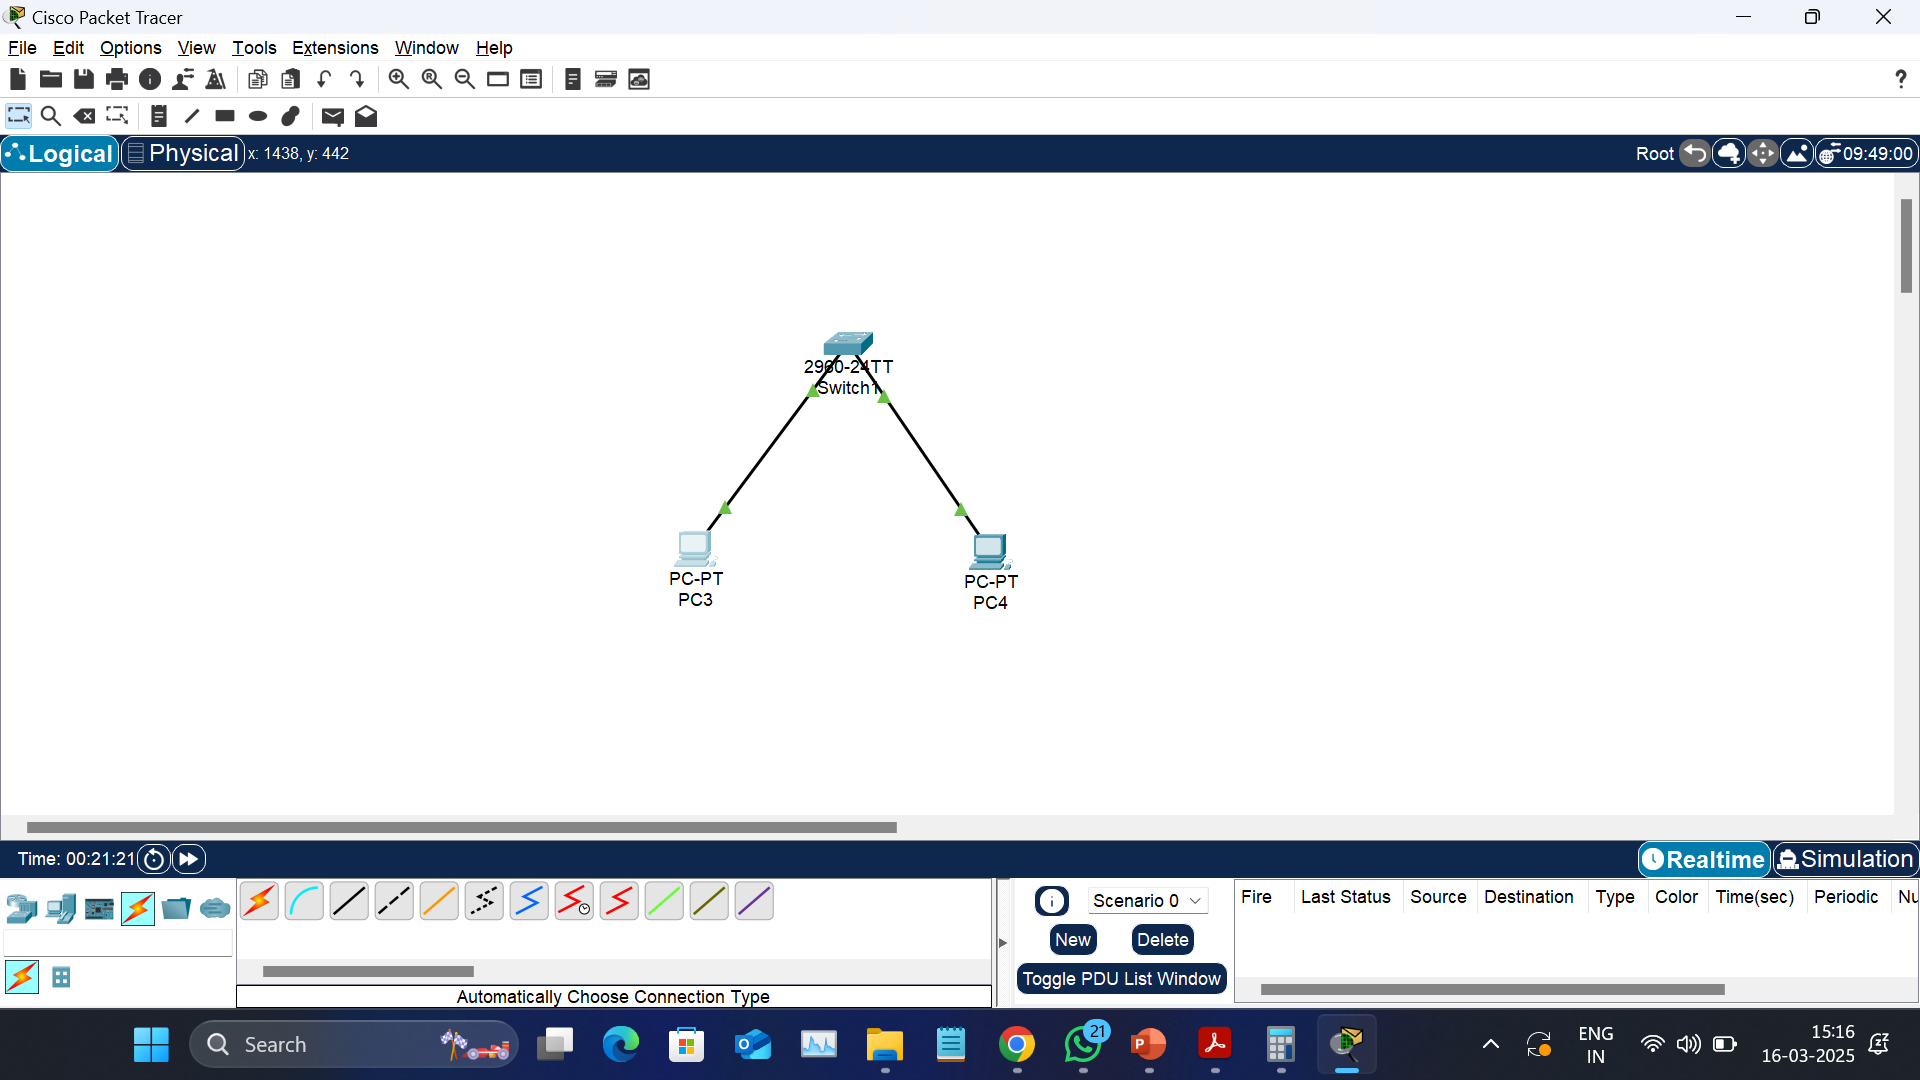 Cisco Packet Tracer
File Edit Options View Tools Extensions Window Help
?
Logical Physical x: 1438, y: 442 Root 09:49:00
2960-24TT
Switch1
PC-PT
PC3
PC-PT
PC4
Time: 00:21:21 Realtime Simulation
Scenario 0
New Delete
Toggle PDU List Window
Fire Last Status Source Destination Type Color Time(sec) Periodic Nu
Automatically Choose Connection Type
Search
21
ENG
IN
15:16
16-03-2025